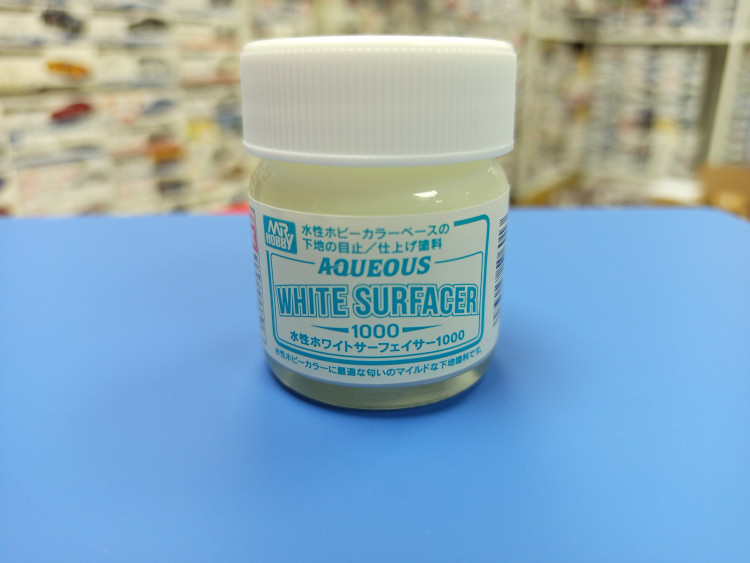 Mr HOBBY
水性ホビーカラーベースの
下地の目止/仕上げ塗料
AQUEOUS
WHITE SURFACER
1000
水性ホワイトサーフェイサー1000
水性ホビーカラーに最適な匂いのマイルドな下地塗料です。